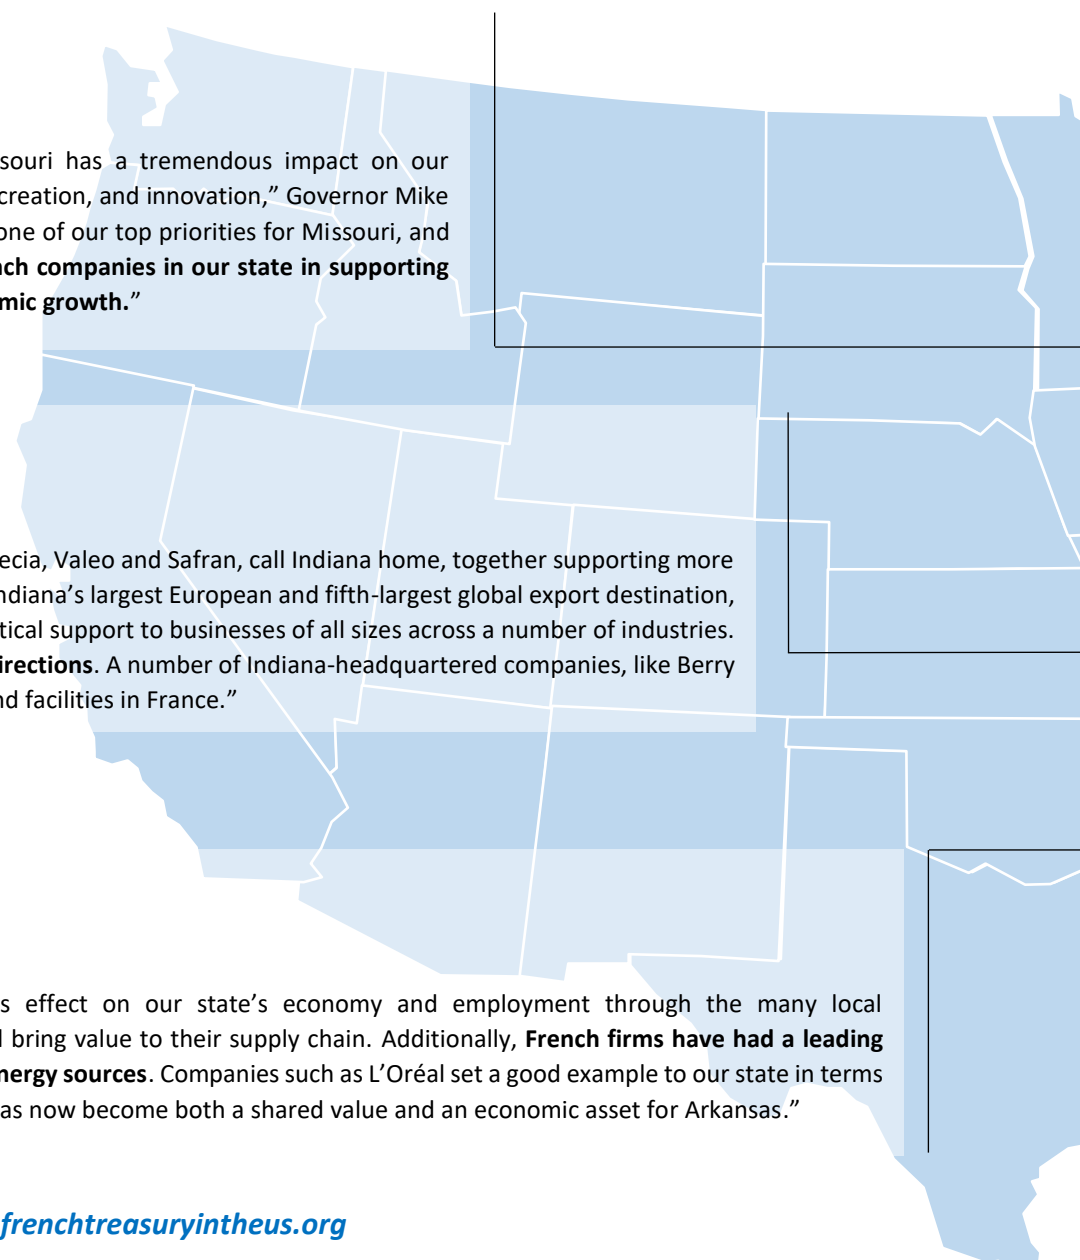 ssouri has a tremendous impact on our
creation, and innovation,” Governor Mike
one of our top priorities for Missouri, and
nch companies in our state in supporting
mic growth.”
ecia, Valeo and Safran, call Indiana home, together supporting more
ndiana’s largest European and fifth-largest global export destination,
tical support to businesses of all sizes across a number of industries.
directions. A number of Indiana-headquartered companies, like Berry
nd facilities in France.”
s effect on our state’s economy and employment through the many local
d bring value to their supply chain. Additionally, French firms have had a leading
nergy sources. Companies such as L’Oréal set a good example to our state in terms
as now become both a shared value and an economic asset for Arkansas.”
frenchtreasuryintheus.org